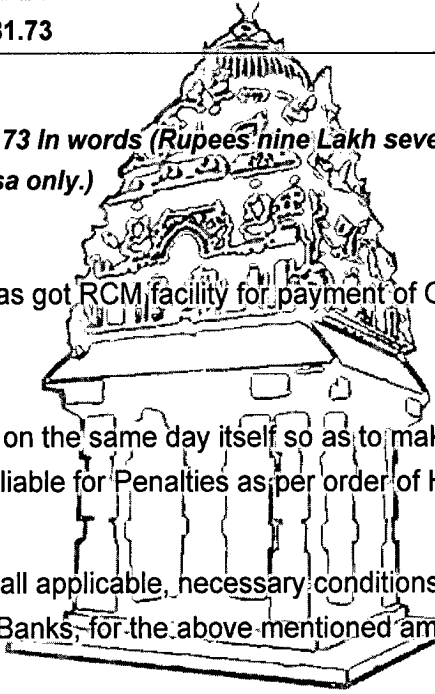 31.73
73 In words (Rupees nine Lakh seve
sa only.)
as got RCM facility for payment of
on the same day itself so as to mak
liable for Penalties as per order of H
all applicable, necessary conditions
Banks, for the above mentioned am